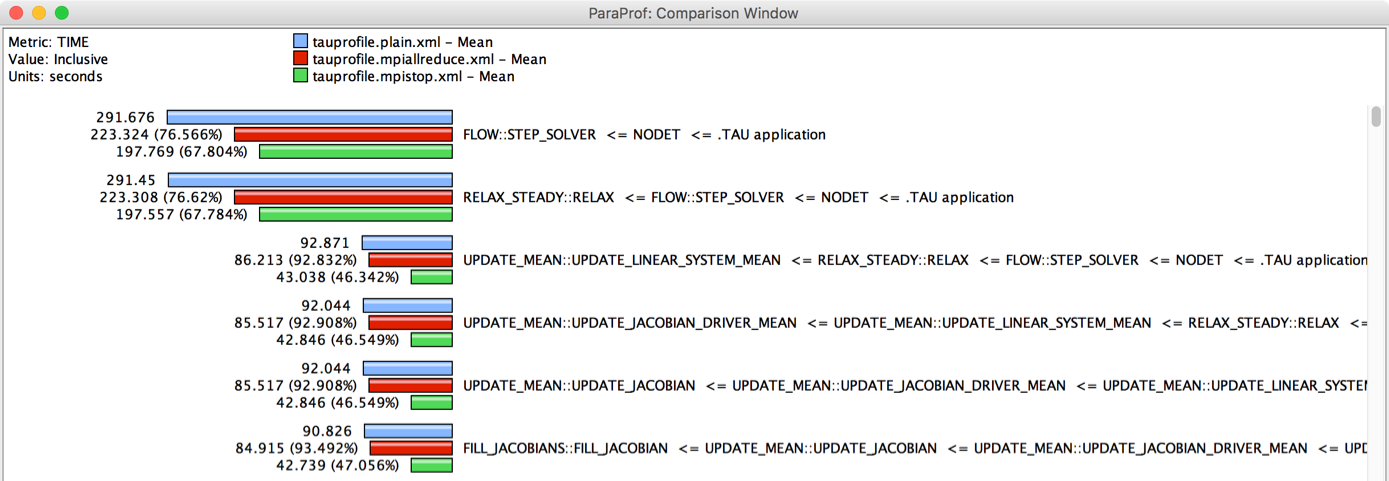 ParaProf: Comparison Window
Metric: TIME
Value: Inclusive
Units: seconds
tauprofile.plain.xml – Mean
tauprofile.mpiallreduce.xml – Mean
tauprofile.mpistop.xml – Mean
291.676
223.324 (76.566%) FLOW::STEP_SOLVER <= NODET <= .TAU application
197.769 (67.804%)
291.45
223.308 (76.62%) RELAX_STEADY::RELAX <= FLOW::STEP_SOLVER <= NODET <= .TAU application
197.557 (67.784%)
92.871
86.213 (92.832%) UPDATE_MEAN::UPDATE_LINEAR_SYSTEM_MEAN <= RELAX_STEADY::RELAX <= FLOW::STEP_SOLVER <= NODET <= .TAU application
43.038 (46.342%)
92.044
85.517 (92.908%) UPDATE_MEAN::UPDATE_JACOBIAN_DRIVER_MEAN <= UPDATE_MEAN::UPDATE_LINEAR_SYSTEM_MEAN <= RELAX_STEADY::RELAX <=
42.846 (46.549%)
92.044
85.517 (92.908%) UPDATE_MEAN::UPDATE_JACOBIAN <= UPDATE_MEAN::UPDATE_JACOBIAN_DRIVER_MEAN <= UPDATE_MEAN::UPDATE_LINEAR_SYSTEM
42.846 (46.549%)
90.826
84.915 (93.492%) FILL_JACOBIANS::FILL_JACOBIAN <= UPDATE_MEAN::UPDATE_JACOBIAN <= UPDATE_MEAN::UPDATE_JACOBIAN_DRIVER_MEAN <= UPD
42.739 (47.056%)